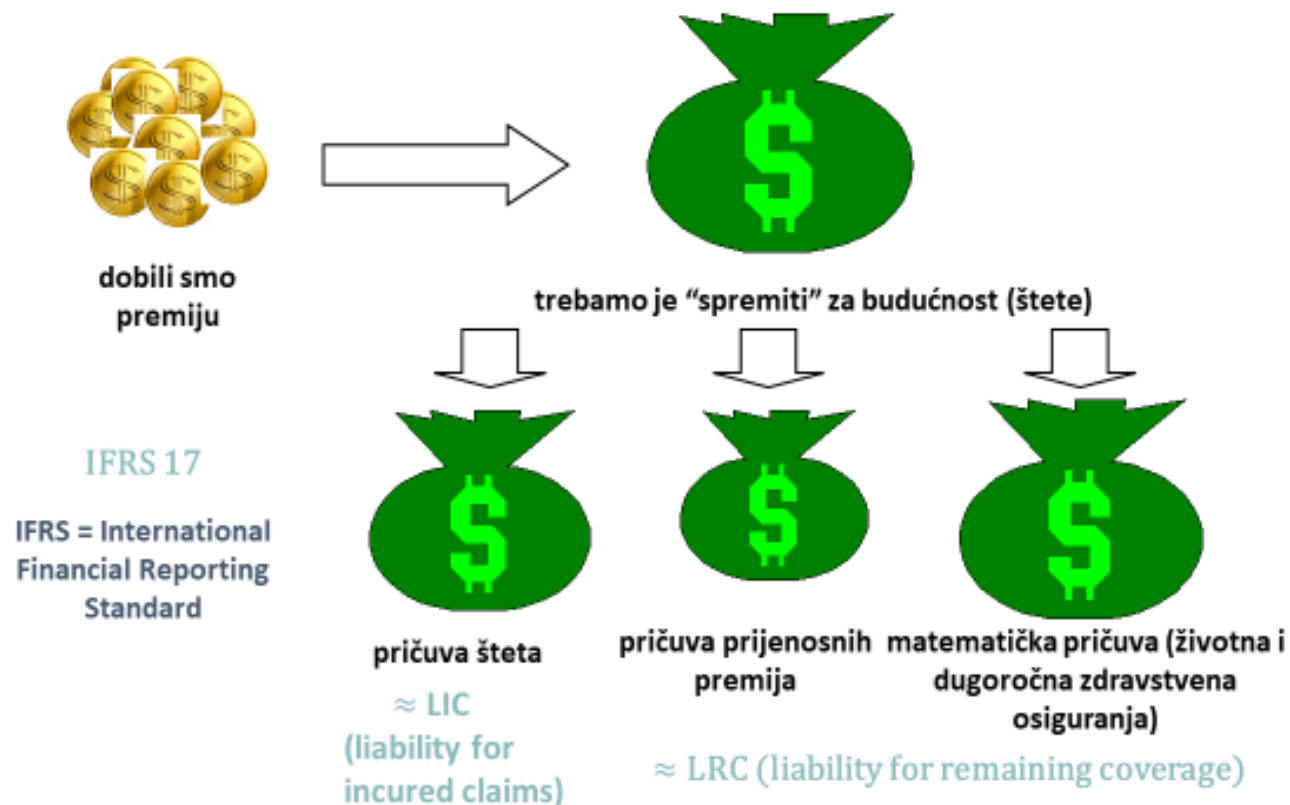 dobili smo
premiju
trebamo je “spremiti” za budućnost (štete)
IFRS 17
IFRS = International
Financial Reporting
Standard
pričuva šteta
≈ LIC
(liability for
incured claims)
pričuva prijenosnih
premija
matematička pričuva (životna i
dugoročna zdravstvena
osiguranja)
≈ LRC (liability for remaining coverage)